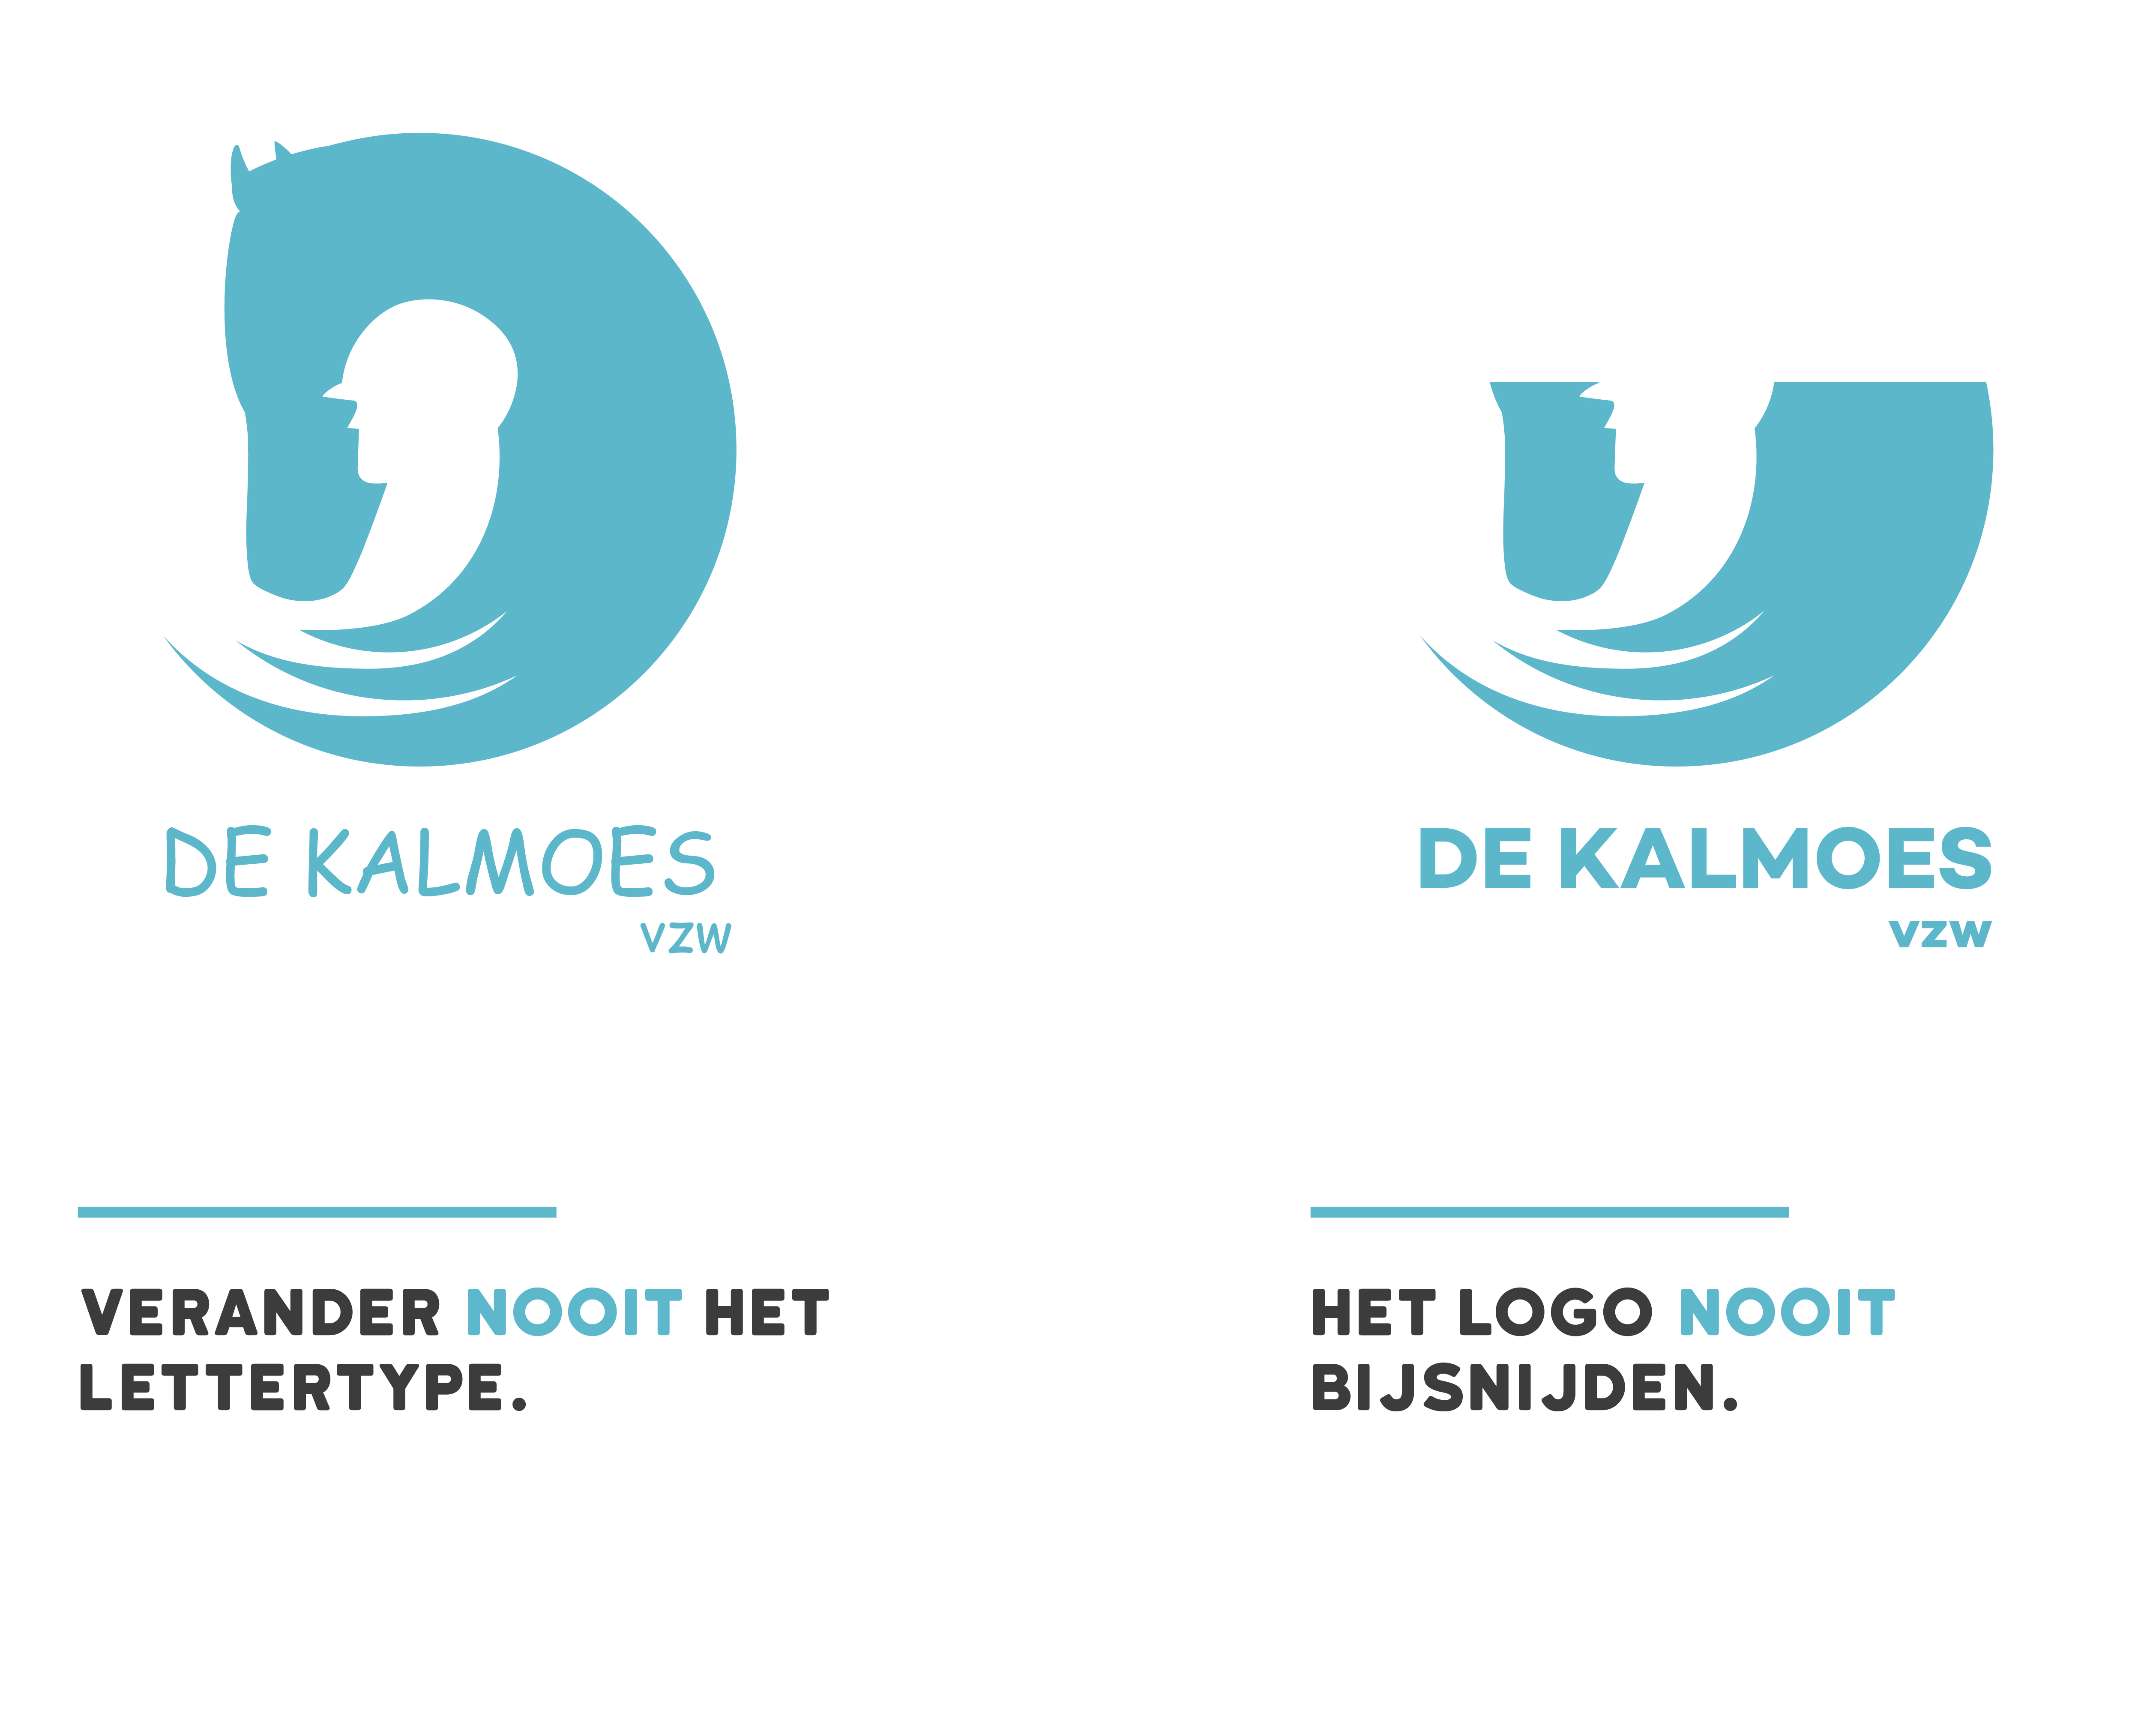 DE KALMOES
vzw
VERANDER NOOIT HET
LETTERTYPE.
DE KALMOES
vzw
HET LOGO NOOIT
BIJSNIJDEN.